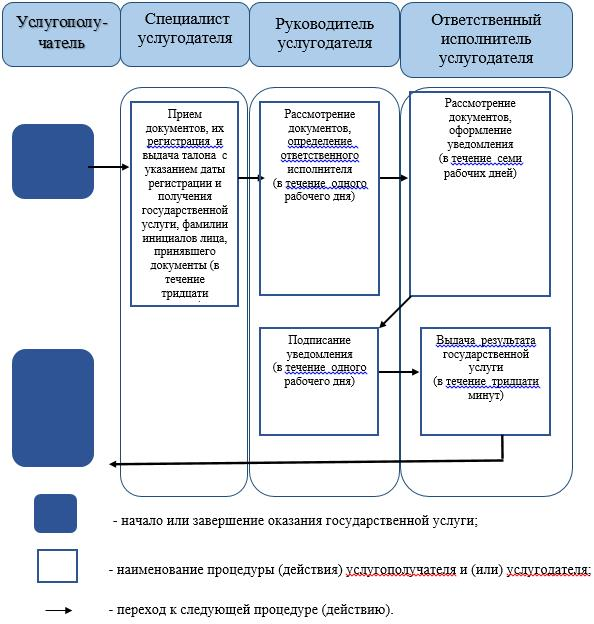 Услугополу-
чатель
Специалист
услугодателя
Руководитель
услугодателя
Ответственный
исполнитель
услугодателя
Прием
документов, их
регистрация и
выдача талона с
указанием даты
регистрации и
получения
государственной
услуги, фамилии
инициалов лица,
принявшего
документы (в
течение
тридцати
Рассмотрение
документов,
определение
ответственного
исполнителя
(в течение одного
рабочего дня)
Рассмотрение
документов,
оформление
уведомления
(в течение семи
рабочих дней)
Подписание
уведомления
(в течение одного
рабочего дня)
Выдача результата
государственной
услуги
(в течение тридцати
минут)
- начало или завершение оказания государственной услуги;
- наименование процедуры (действия) услугополучателя и (или) услугодателя;
- переход к следующей процедуре (действию).